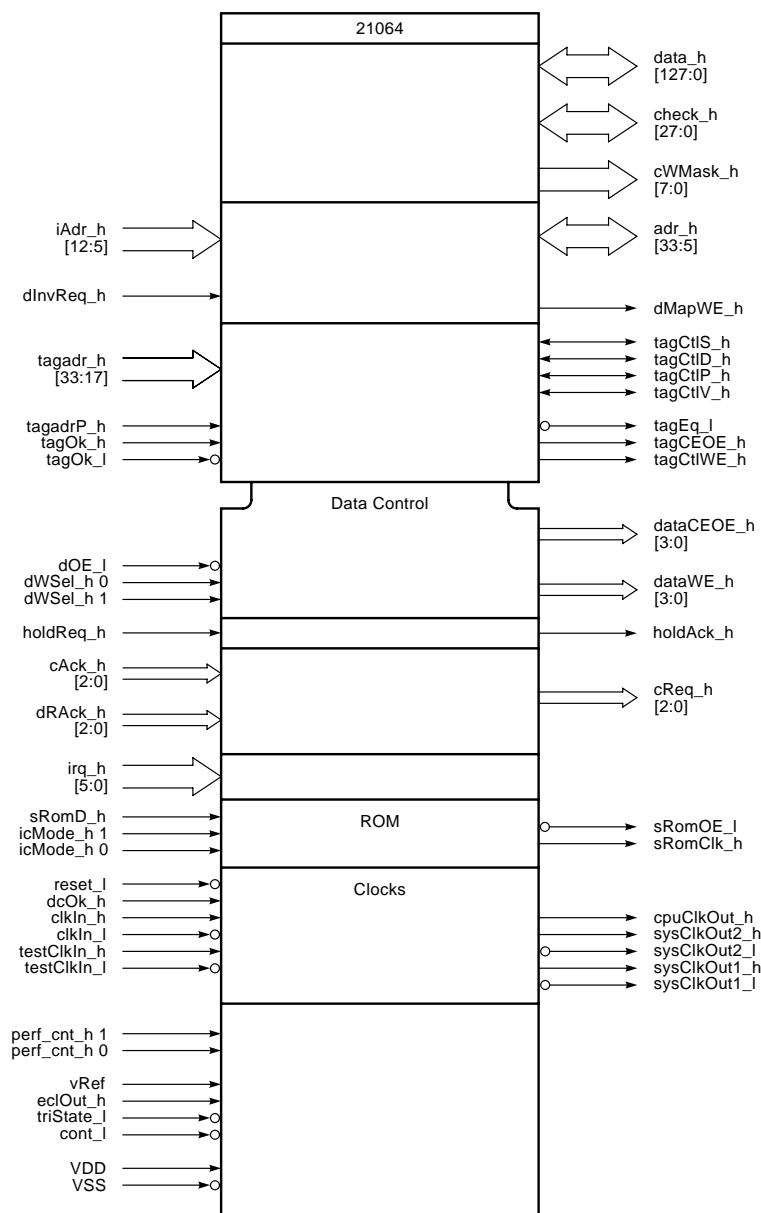 21064
data_h
[127:0]
check_h
[27:0]
cWMask_h
[7:0]
iAdr_h
[12:5]
adr_h
[33:5]
dInvReq_h
dMapWE_h
tagadr_h
[33:17]
tagCtlS_h
tagCtlD_h
tagCtlP_h
tagCtlV_h
tagadrP_h
tagOk_h
tagOk_l
tagEq_l
tagCEOE_h
tagCtlWE_h
Data Control
dataCEOE_h
[3:0]
dOE_l
dWSel_h 0
dWSel_h 1
dataWE_h
[3:0]
holdReq_h
holdAck_h
cAck_h
[2:0]
dRAck_h
[2:0]
cReq_h
[2:0]
irq_h
[5:0]
sRomD_h
icMode_h 1
icMode_h 0
ROM
sRomOE_l
sRomClk_h
reset_l
dcOk_h
clkIn_h
clkIn_l
testClkIn_h
testClkIn_l
Clocks
cpuClkOut_h
sysClkOut2_h
sysClkOut2_l
sysClkOut1_h
sysClkOut1_l
perf_cnt_h 1
perf_cnt_h 0
vRef
eclOut_h
triState_l
cont_l
VDD
VSS